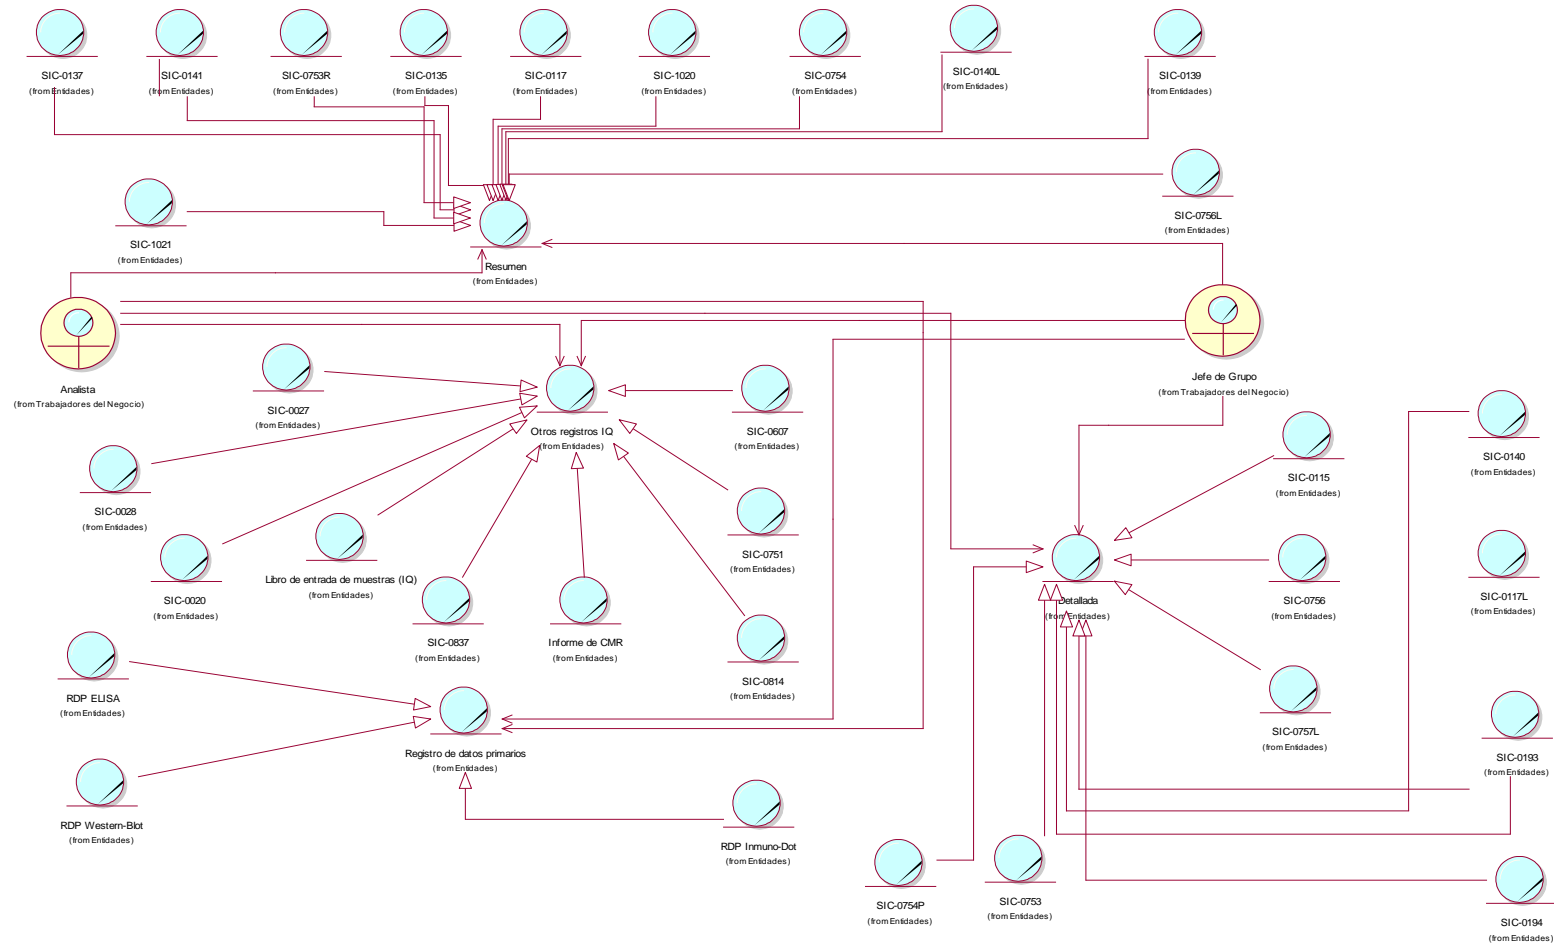 SIC-0137
(from Entidades)
SIC-0141
(from Entidades)
SIC-0753R
(from Entidades)
SIC-0135
(from Entidades)
SIC-0117
(from Entidades)
SIC-1020
(from Entidades)
SIC-0754
(from Entidades)
SIC-0140L
(from Entidades)
SIC-0139
(from Entidades)
SIC-0756L
(from Entidades)
SIC-1021
(from Entidades)
Resumen
(from Entidades)
Analista
(from Trabajadores del Negocio)
Jefe de Grupo
(from Trabajadores del Negocio)
SIC-0027
(from Entidades)
Otros registros IQ
(from Entidades)
SIC-0607
(from Entidades)
SIC-0028
(from Entidades)
SIC-0115
(from Entidades)
SIC-0140
(from Entidades)
SIC-0020
(from Entidades)
Libro de entrada de muestras (IQ)
(from Entidades)
SIC-0751
(from Entidades)
SIC-0837
(from Entidades)
Informe de CMR
(from Entidades)
SIC-0814
(from Entidades)
Detallada
(from Entidades)
SIC-0756
(from Entidades)
SIC-0117L
(from Entidades)
RDP ELISA
(from Entidades)
Registro de datos primarios
(from Entidades)
SIC-0757L
(from Entidades)
SIC-0193
(from Entidades)
RDP Western-Blot
(from Entidades)
RDP Inmuno-Dot
(from Entidades)
SIC-0754P
(from Entidades)
SIC-0753
(from Entidades)
SIC-0194
(from Entidades)